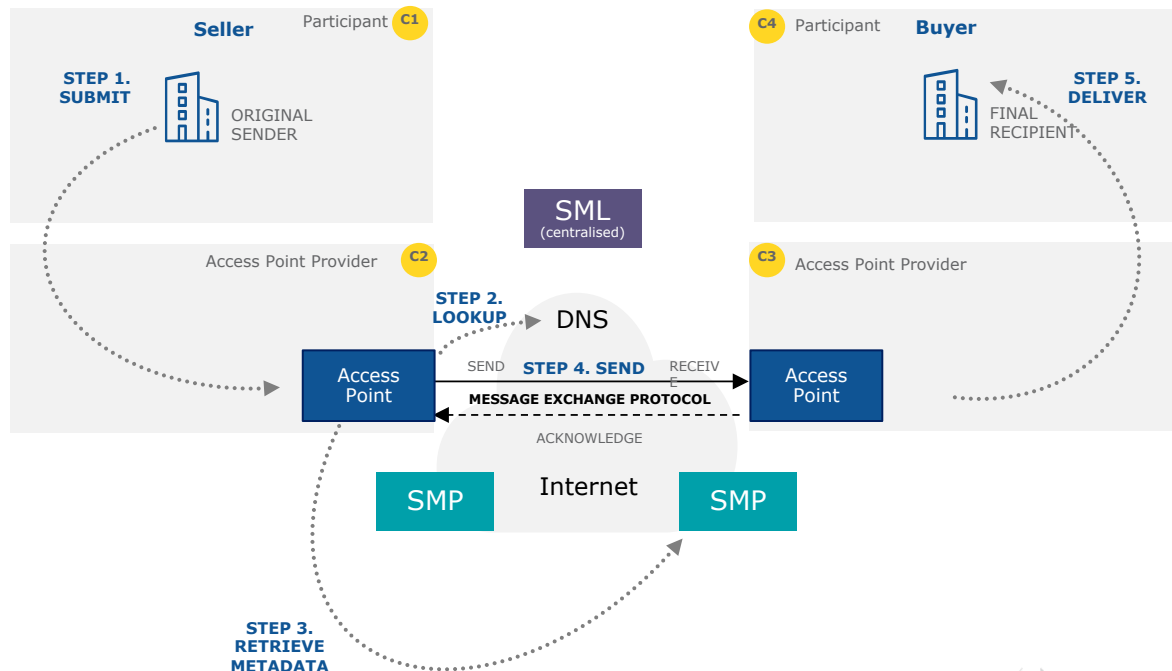 Seller
Participant C1
STEP 1.
SUBMIT
ORIGINAL
SENDER
C4 Participant
Buyer
STEP 5.
DELIVER
FINAL
RECIPIENT
SML
(centralised)
Access Point Provider C2
C3 Access Point Provider
STEP 2.
LOOKUP
DNS
Access
Point
SEND STEP 4. SEND RECEIV
E
MESSAGE EXCHANGE PROTOCOL
ACKNOWLEDGE
Access
Point
Internet
SMP
SMP
STEP 3.
RETRIEVE
METADATA